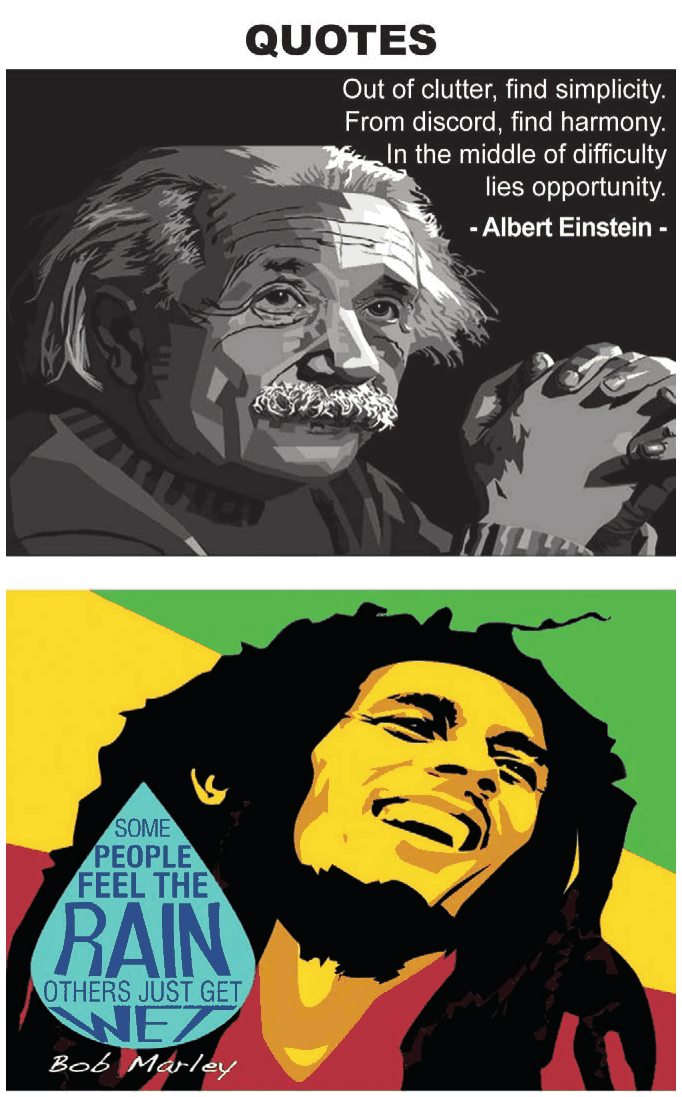 QUOTES
Out of clutter, find simplicity.
From discord, find harmony.
In the middle of difficulty
lies opportunity.
- Albert Einstein -
SOME
PEOPLE
FEEL THE
RAIN
OTHERS JUST GET
WET
Bob Marley